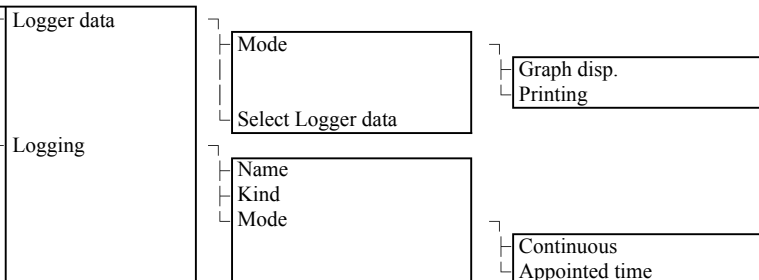 Logger data
Mode
Graph disp.
Printing
Select Logger data
Logging
Name
Kind
Mode
Continuous
Appointed time